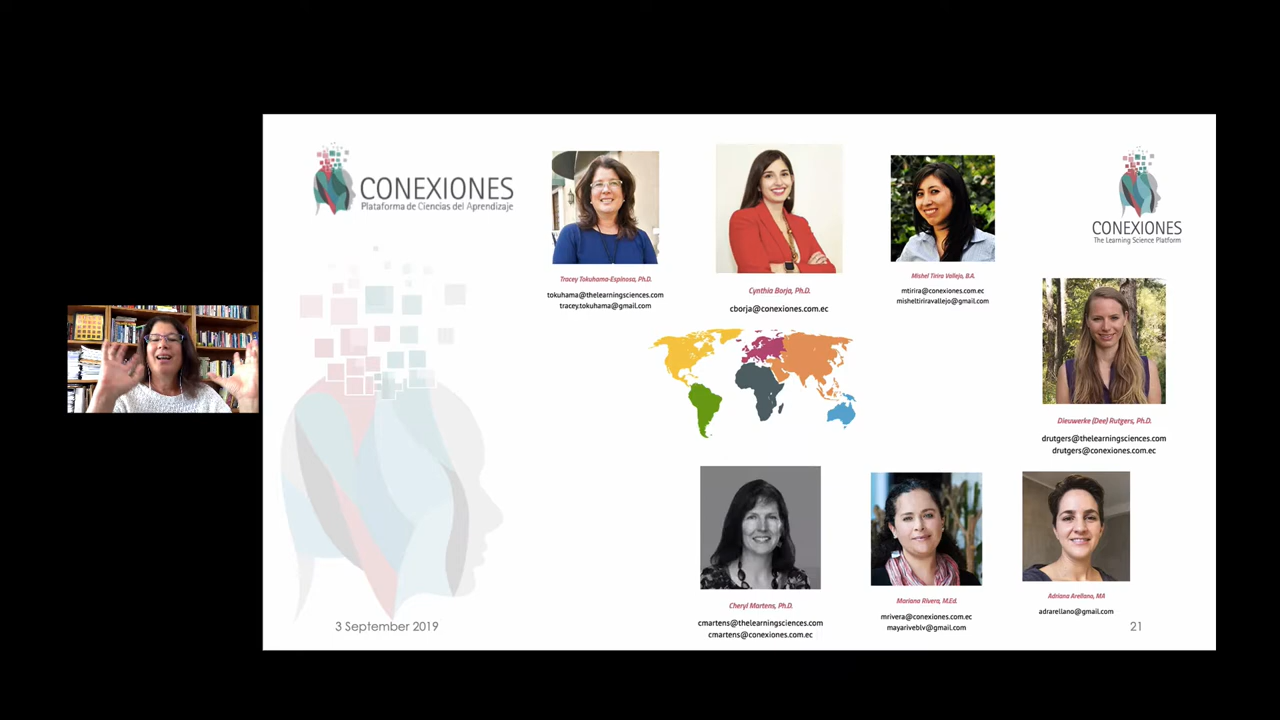 CONEXIONES
Plataforma de Ciencias del Aprendizaje
CONEXIONES
The Learning Science Platform
Tracey Tokuhama-Espinosa, Ph.D.
tokuhama@thelearningsciences.com
tracey.tokuhama@gmail.com
Cynthia Borja, Ph.D.
cborja@conexiones.com.ec
Mishel Tirira Vallejo, B.A.
mtirira@conexiones.com.ec
misheltiriravallejo@gmail.com
Dieuwerke (Dee) Rutgers, Ph.D.
drutgers@thelearningsciences.com
drutgers@conexiones.com.ec
Cheryl Martens, Ph.D.
cmartens@thelearningsciences.com
cmartens@conexiones.com.ec
Mariana Rivera, M.Ed.
mrivera@conexiones.com.ec
mayariveblv@gmail.com
Adriana Arellano, MA
adrarellano@gmail.com
3 September 2019
21